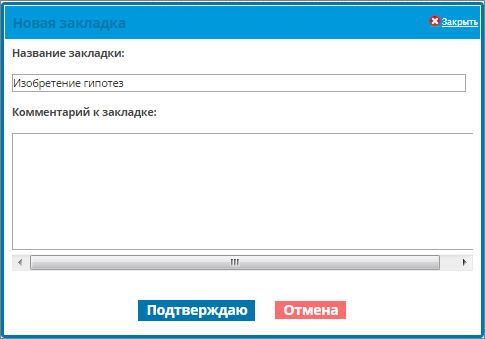 Новая закладка
Закрыть
Название закладки:
Изобретение гипотез
Комментарий к закладке:
Подтверждаю
Отмена